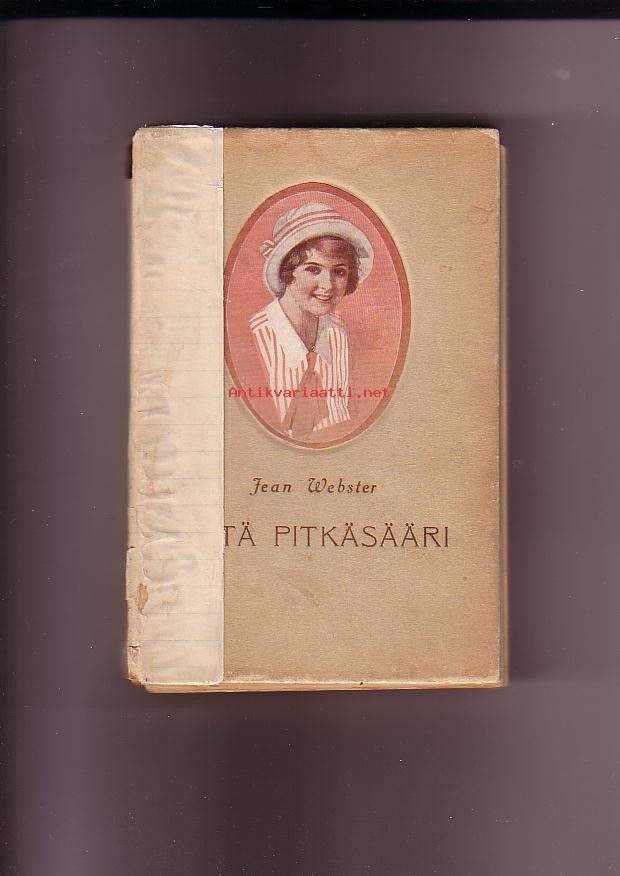 Antikvariaatti.net
Jean Webster
TÄ PITKÄSÄÄRI